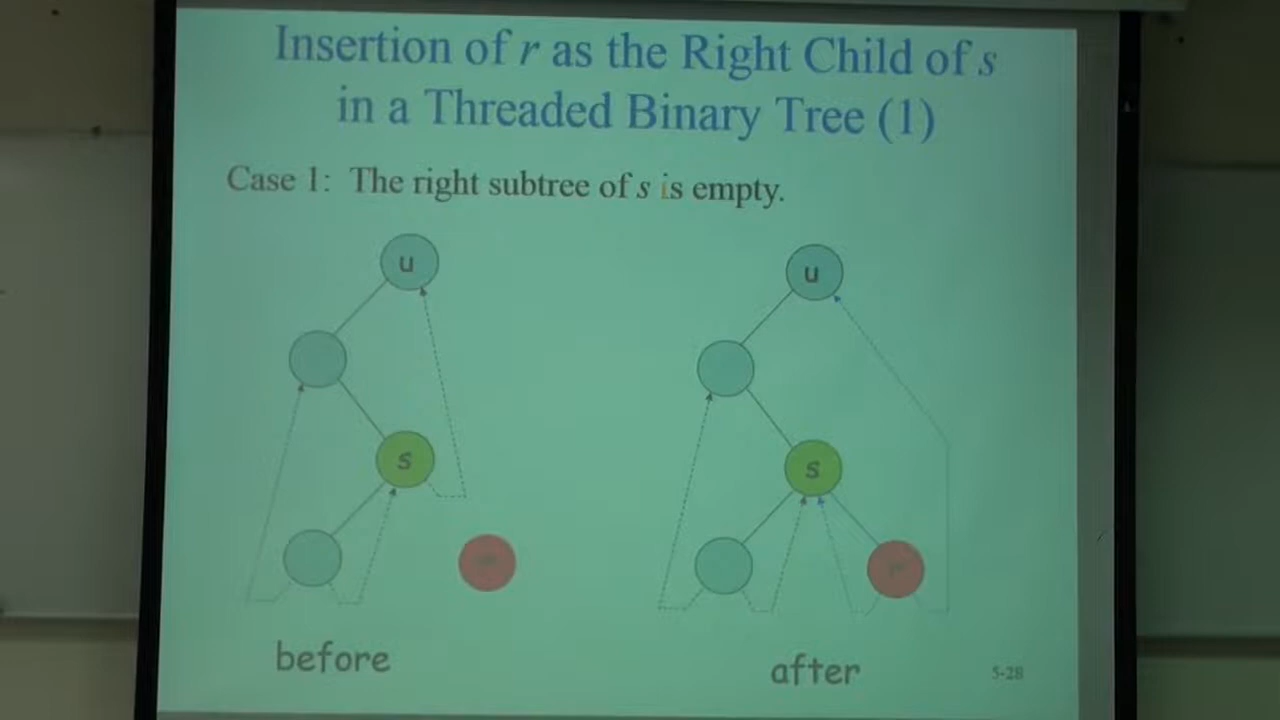 Insertion of r as the Right Child of s
in a Threaded Binary Tree (1)
Case 1: The right subtree of s is empty.
u
u
s
s
r
before
after
5-28